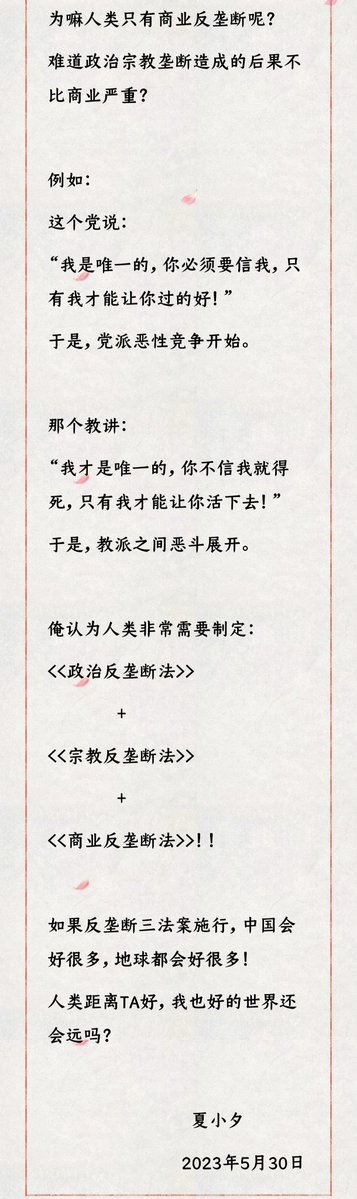 为嘛人类只有商业反垄断呢？
难道政治宗教垄断造成的后果不
比商业严重？
例如：
这个党说：
“我是唯一的，你必须要信我，只
有我才能让你过的好！”
于是，党派恶性竞争开始。
那个教讲：
“我才是唯一的，你不信我就得
死，只有我才能让你活下去！”
于是，教派之间恶斗展开。
俺认为人类非常需要制定：
<<政治反垄断法>>
+
<<宗教反垄断法>>
+
<<商业反垄断法>>！！
如果反垄断三法案施行，中国会
好很多，地球都会好很多！
人类距离TA好，我也好的世界还
会远吗？
夏小夕
2023年5月30日